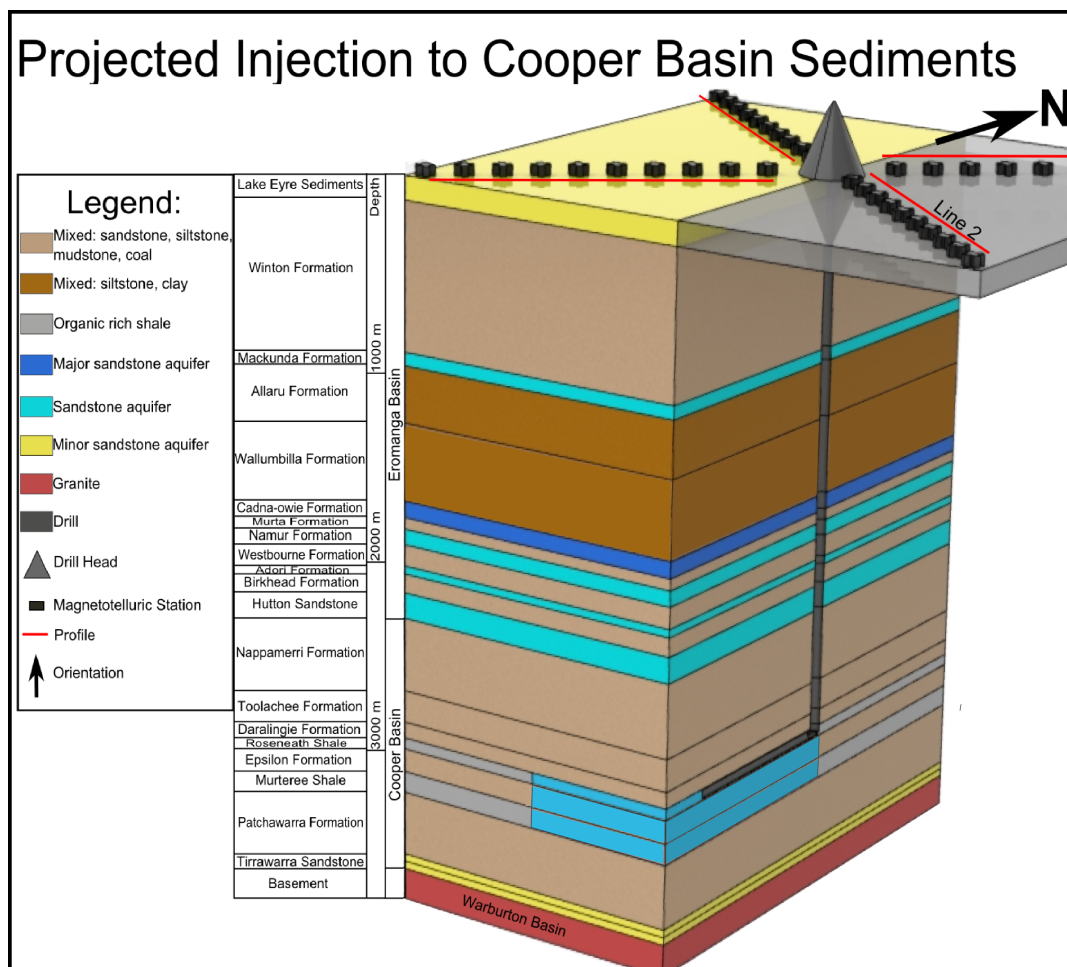 Projected Injection to Cooper Basin Sediments
N
Line 2
Legend:
Mixed: sandstone, siltstone,
mudstone, coal
Mixed: siltstone, clay
Organic rich shale
Major sandstone aquifer
Sandstone aquifer
Minor sandstone aquifer
Granite
Drill
Drill Head
Magnetotelluric Station
Profile
Orientation
Lake Eyre Sediments
Winton Formation
Mackunda Formation
Allaru Formation
Wallumbilla Formation
Cadna-owie Formation
Murta Formation
Namur Formation
Westbourne Formation
Adori Formation
Birkhead Formation
Hutton Sandstone
Nappamerri Formation
Toolachee Formation
Daralingie Formation
Roseneath Shale
Epsilon Formation
Murteree Shale
Patchawarra Formation
Tirrawarra Sandstone
Basement
Depth
1000 m
2000 m
3000 m
Eromanga Basin
Cooper Basin
Warburton Basin